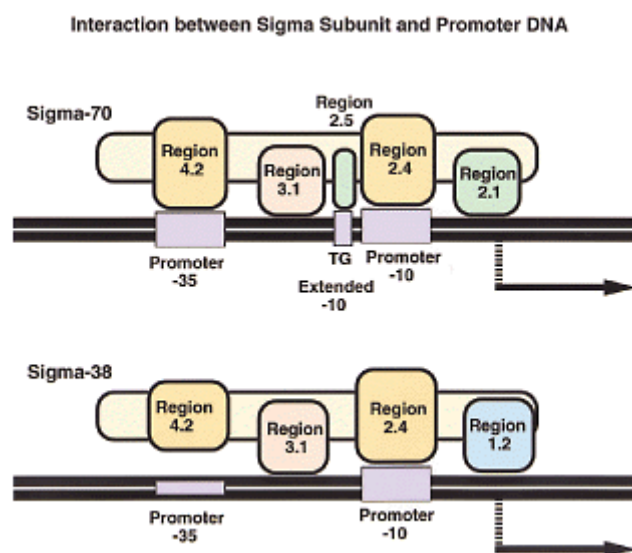 Interaction between Sigma Subunit and Promoter DNA
Sigma-70
Region
2.5
Region
4.2
Region
3.1
Region
2.4
Region
2.1
Promoter
-35
TG
Extended
-10
Promoter
-10
Sigma-38
Region
4.2
Region
3.1
Region
2.4
Region
1.2
Promoter
-35
Promoter
-10